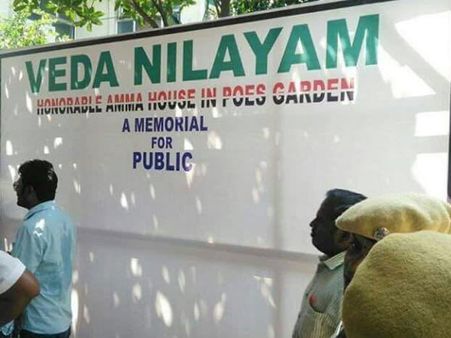 VEDA NILAYAM
HONORABLE AMMA HOUSE IN POES GARDEN
A MEMORIAL
FOR
PUBLIC